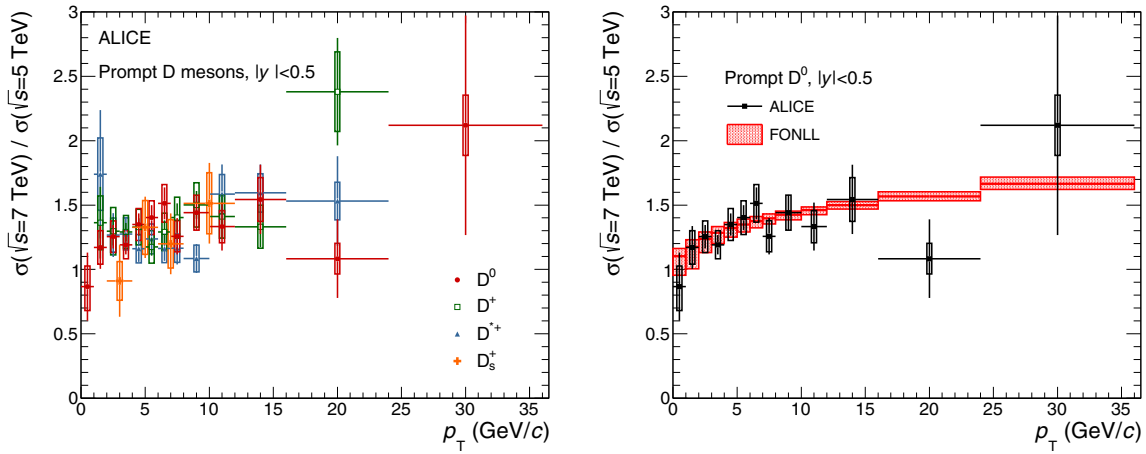 ALICE
Prompt D mesons, |y|<0.5
σ(√s=7 TeV) / σ(√s=5 TeV)
3
2.5
2
1.5
1
0.5
0
D⁰
D⁺
D*⁺
Dₛ⁺
0 5 10 15 20 25 30 35
p_T (GeV/c)
Prompt D⁰, |y|<0.5
ALICE
FONLL
σ(√s=7 TeV) / σ(√s=5 TeV)
3
2.5
2
1.5
1
0.5
0
0 5 10 15 20 25 30 35
p_T (GeV/c)